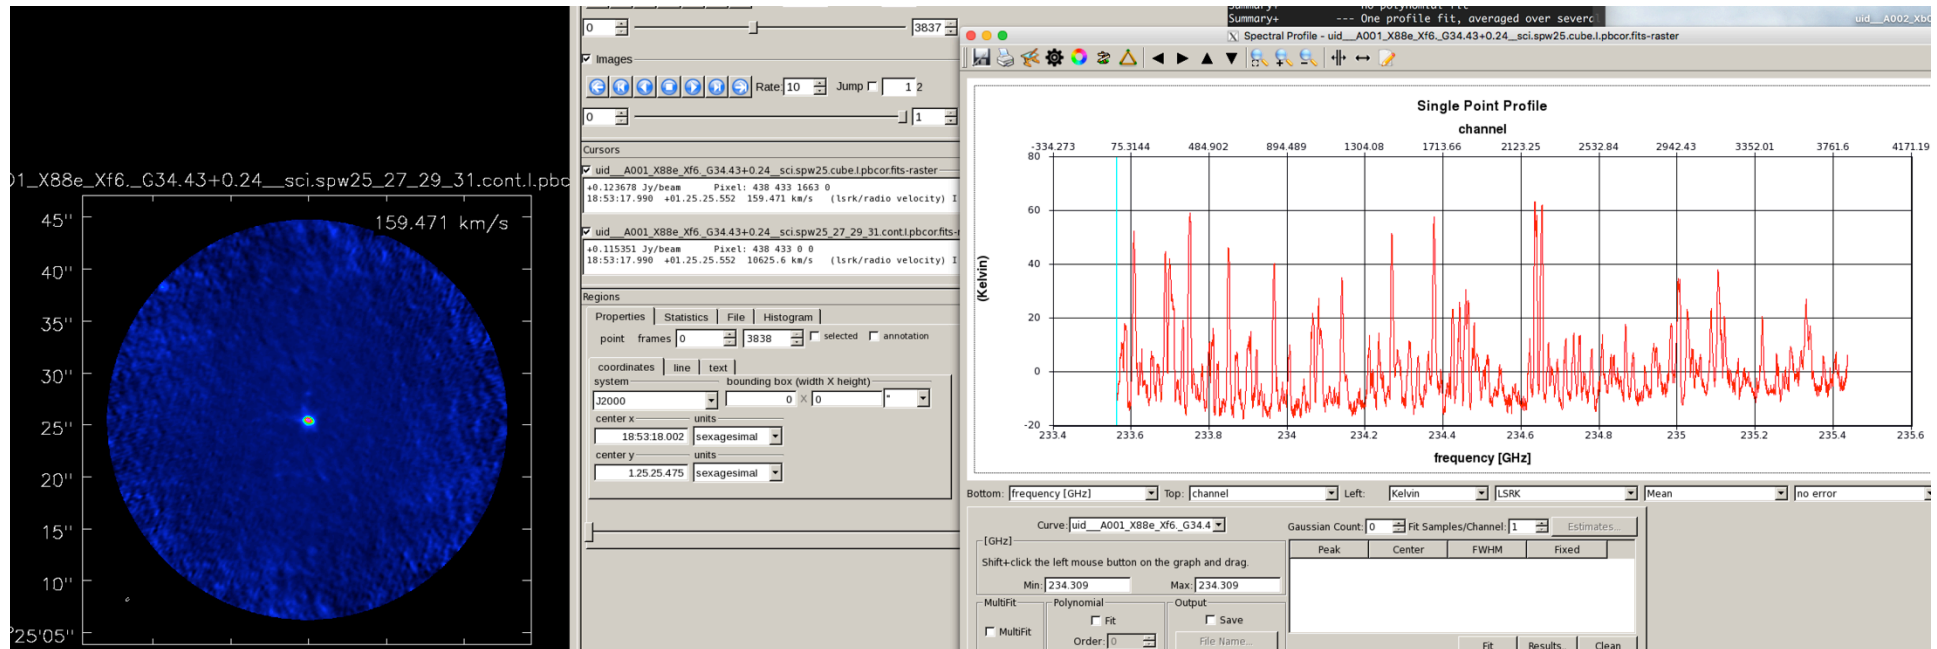 01_X88e_Xf6._G34.43+0.24__sci.spw25_27_29_31.cont.I.pbc
159.471 km/s
45''
40''
35''
30''
25''
20''
15''
10''
25'05''
0
3837
Images
Rate: 10
Jump
1 2
0
1
Cursors
uid___A001_X88e_Xf6._G34.43+0.24__sci.spw25.cube.I.pbcor.fits-raster
+0.123678 Jy/beam Pixel: 438 433 1663 0
18:53:17.990 +01.25.25.552 159.471 km/s (lsrk/radio velocity) I
uid___A001_X88e_Xf6._G34.43+0.24__sci.spw25_27_29_31.cont.I.pbcor.fits-r
+0.115351 Jy/beam Pixel: 438 433 0 0
18:53:17.990 +01.25.25.552 10625.6 km/s (lsrk/radio velocity) I
Regions
Properties Statistics File Histogram
point frames 0 3838 selected annotation
coordinates line text
system bounding box (width X height)
J2000 0 X 0 "
center x units
18:53:18.002 sexagesimal
center y units
1.25.25.475 sexagesimal
Summary+ no polynomial fit
Summary+ --- One profile fit, averaged over several
uid___A002_Xb0
Spectral Profile - uid___A001_X88e_Xf6._G34.43+0.24__sci.spw25.cube.I.pbcor.fits-raster
Single Point Profile
channel
-334.273 75.3144 484.902 894.489 1304.08 1713.66 2123.25 2532.84 2942.43 3352.01 3761.6 4171.19
80
60
40
20
0
-20
(Kelvin)
233.4 233.6 233.8 234 234.2 234.4 234.6 234.8 235 235.2 235.4 235.6
frequency [GHz]
Bottom: frequency [GHz] Top: channel Left: Kelvin LSRK Mean no error
Curve: uid___A001_X88e_Xf6._G34.4
Gaussian Count: 0 Fit Samples/Channel: 1 Estimates...
[GHz]
Peak Center FWHM Fixed
Shift+click the left mouse button on the graph and drag.
Min: 234.309 Max: 234.309
MultiFit Polynomial Output
MultiFit
Fit
Save
Order: 0
File Name...
Fit Results.. Clean